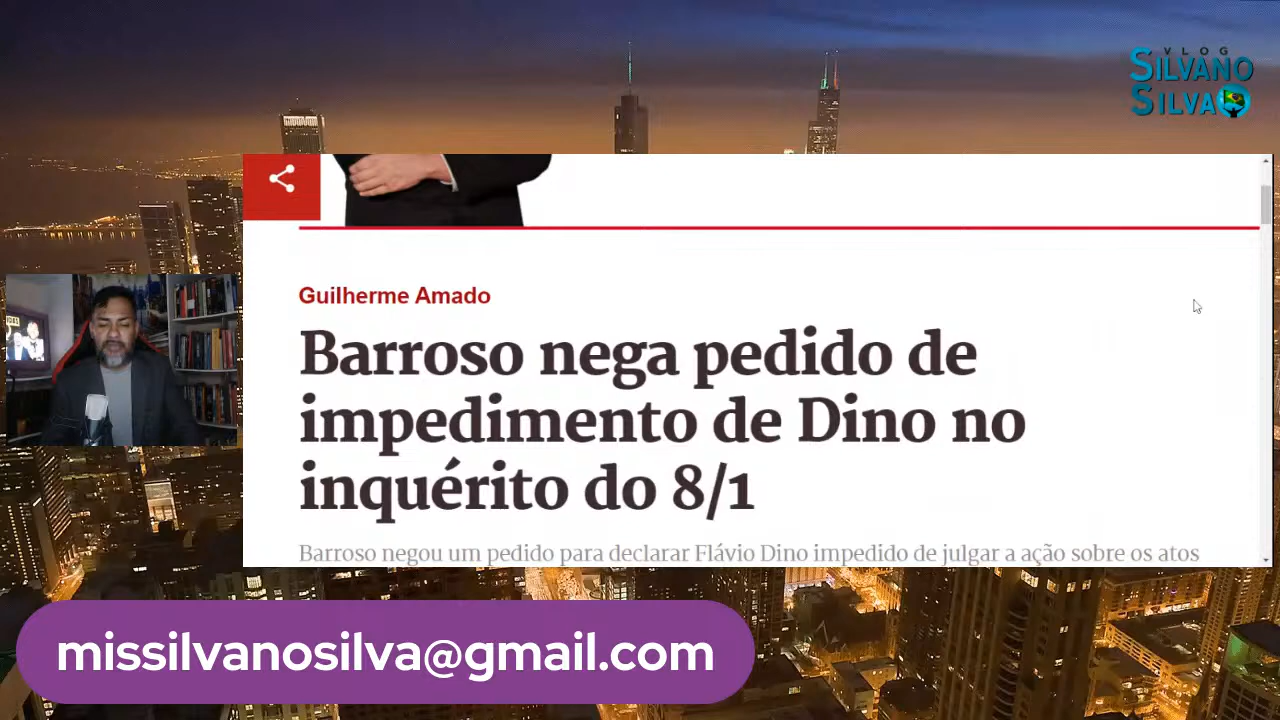 VLOG
SILVANO
SILVA
Guilherme Amado
Barroso nega pedido de
impedimento de Dino no
inquérito do 8/1
Barroso negou um pedido para declarar Flávio Dino impedido de julgar a ação sobre os atos
missilvanosilva@gmail.com